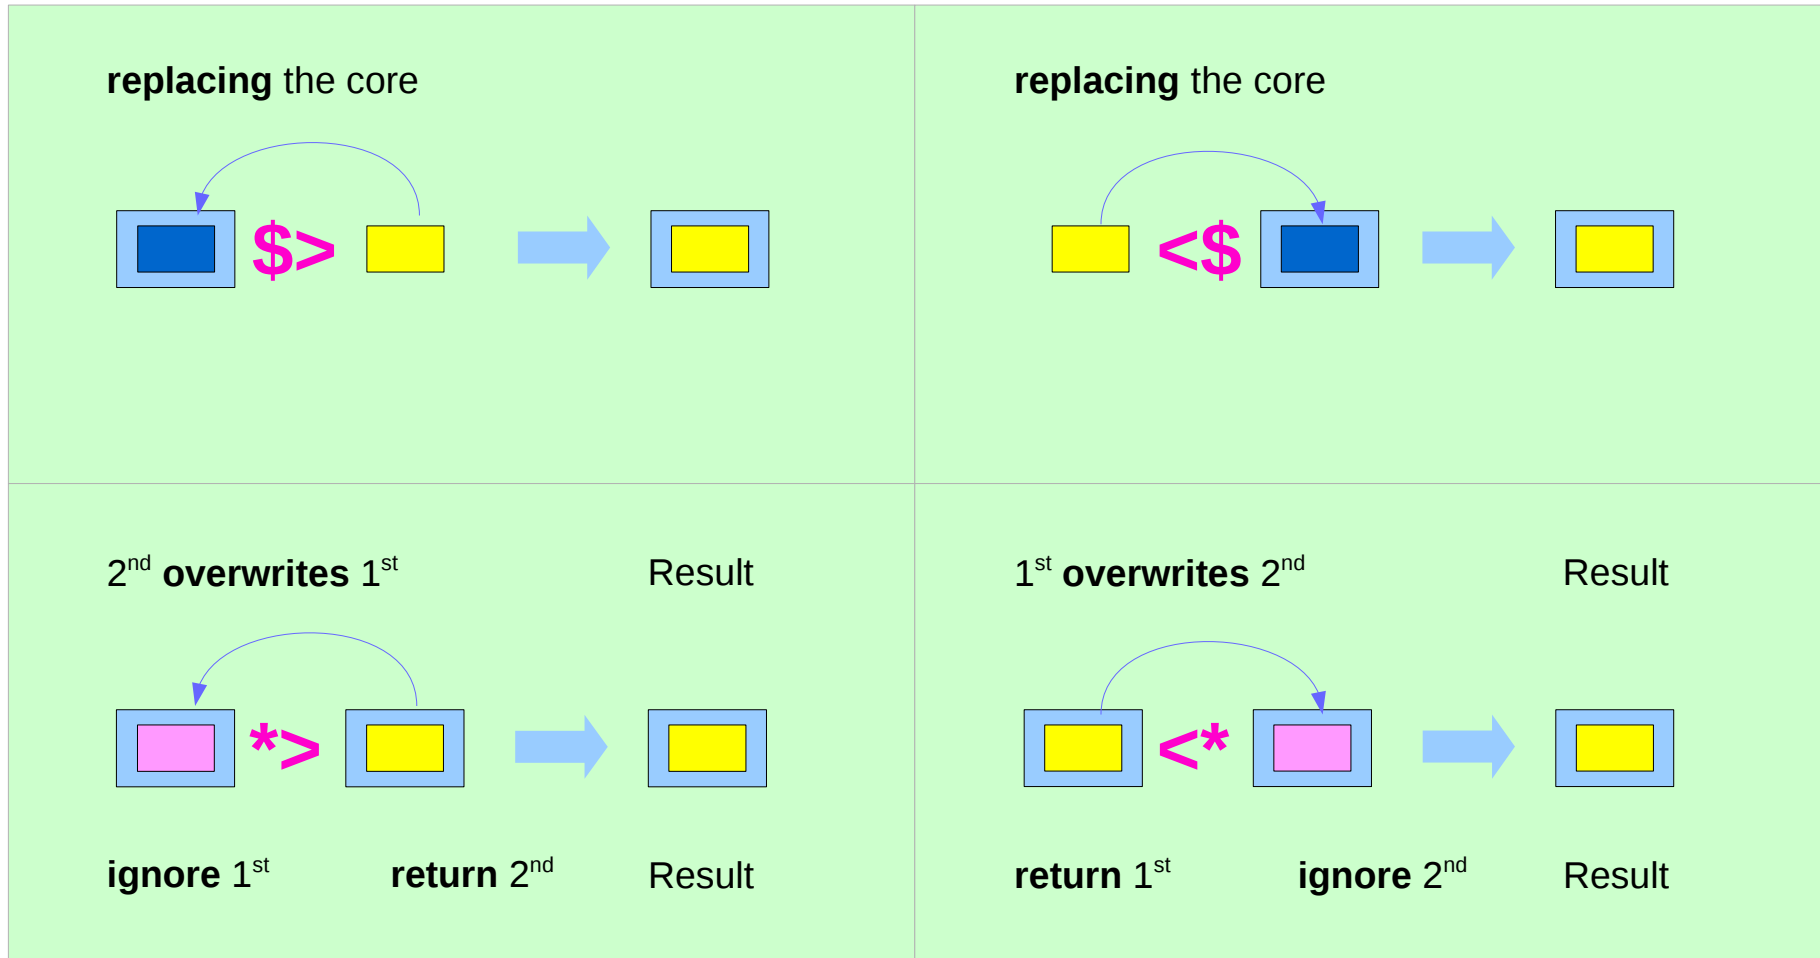 replacing the core
$>
replacing the core
<$
2nd overwrites 1st Result
*>
ignore 1st return 2nd Result
1st overwrites 2nd Result
<*
return 1st ignore 2nd Result